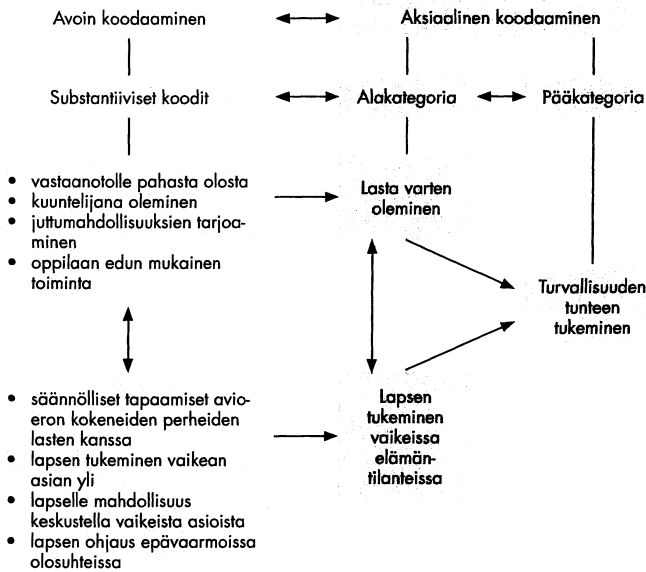 Avoin koodaaminen
Aksiaalinen koodaaminen
Substantiiviset koodit
Alakategoria
Pääkategoria
• vastaanotolle pahasta olosta
• kuuntelijana oleminen
• juttumahdollisuuksien tarjoa-
minen
• oppilaan edun mukainen
toiminta
Lasta varten
oleminen
Turvallisuuden
tunteen
tukeminen
• säännölliset tapaamiset avio-
eron kokeneiden perheiden
lasten kanssa
• lapsen tukeminen vaikean
asian yli
• lapselle mahdollisuus
keskustella vaikeista asioista
• lapsen ohjaus epävaarmoissa
olosuhteissa
Lapsen
tukeminen
vaikeissa
elämän-
tilanteissa